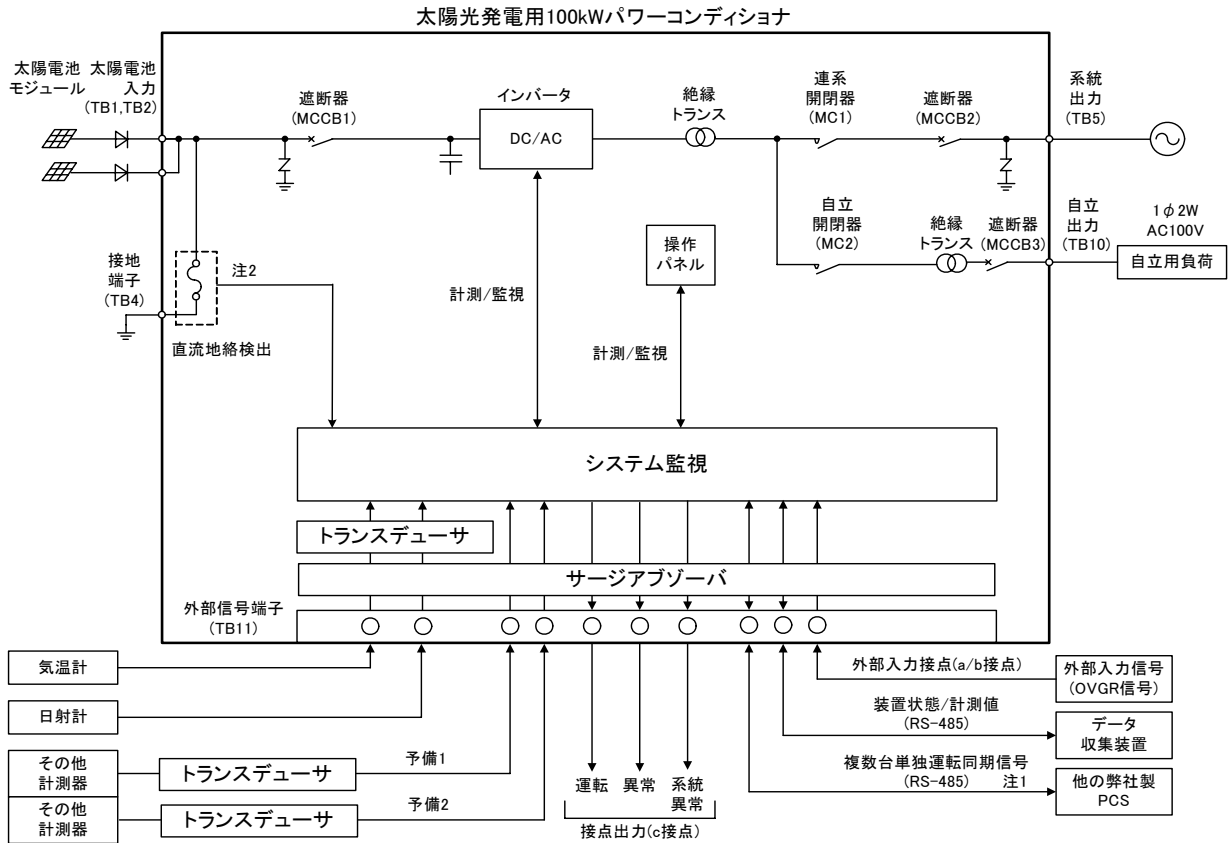 太陽光発電用100kWパワーコンディショナ
太陽電池
モジュール
太陽電池
入力
(TB1,TB2)
遮断器
(MCCB1)
インバータ
DC/AC
絶縁
トランス
連系
開閉器
(MC1)
遮断器
(MCCB2)
系統
出力
(TB5)
自立
開閉器
(MC2)
絶縁
トランス
遮断器
(MCCB3)
自立
出力
(TB10)
1φ2W
AC100V
自立用負荷
接地
端子
(TB4)
注2
直流地絡検出
計測/監視
操作
パネル
計測/監視
システム監視
トランスデューサ
サージアブソーバ
外部信号端子
(TB11)
気温計
日射計
その他
計測器
トランスデューサ
予備1
その他
計測器
トランスデューサ
予備2
運転
異常
系統
異常
接点出力(c接点)
外部入力接点(a/b接点)
外部入力信号
(OVGR信号)
装置状態/計測値
(RS-485)
データ
収集装置
複数台単独運転同期信号
(RS-485) 注1
他の弊社製
PCS